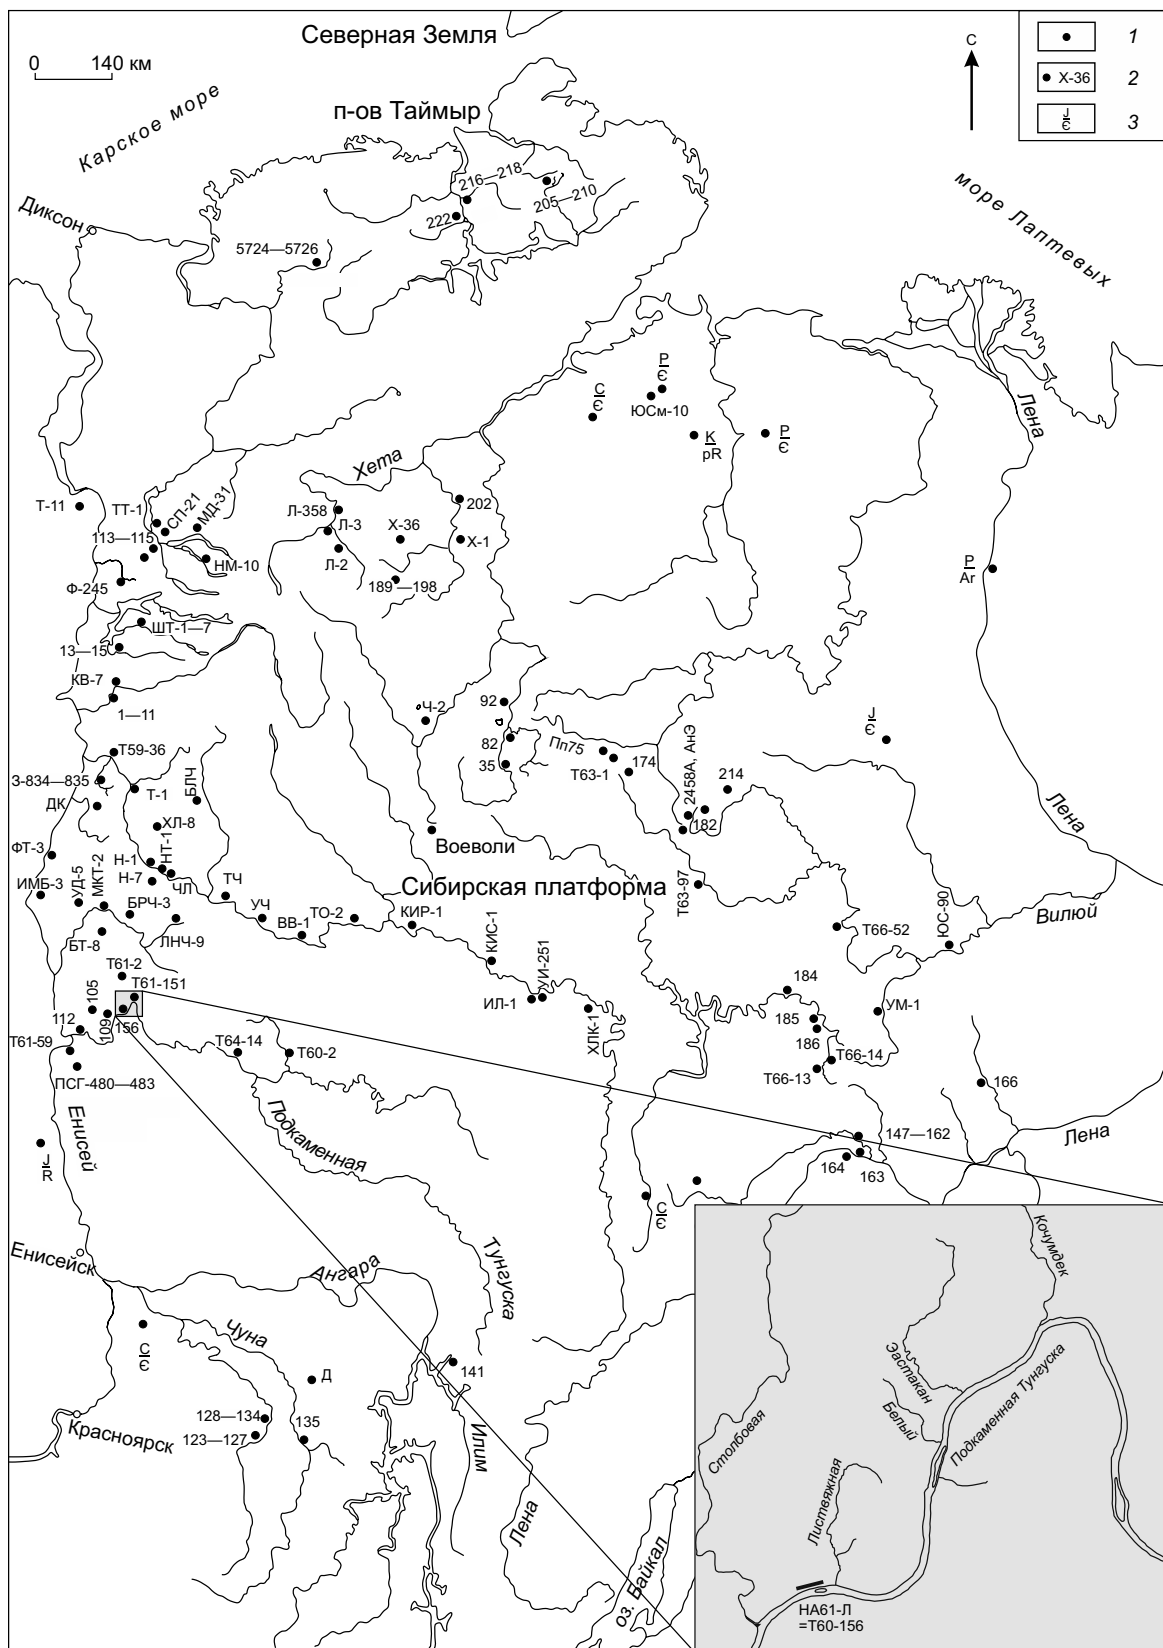 Северная Земля
0 140 км
С
1
Х-36 2
J
Є 3
п-ов Таймыр
Карское море
море Лаптевых
216—218
205—210
222
Диксон
5724—5726
P
Є
C
Є
ЮСм-10
K
pR
P
Є
Лена
Хета
Т-11
ТТ-1
СП-21
МД-31
Л-358
202
Л-3
Х-36
Х-1
113—115
НМ-10
Л-2
Ф-245
189—198
P
Ar
ШТ-1—7
13—15
КВ-7
1—11
92
Ч-2
J
Є
Т59-36
82
Пп75
35
Т63-1
174
2458А, АнЭ
214
З-834—835
Т-1
БЛЧ
ДК
ХЛ-8
182
Лена
ФТ-3
Н-1
НТ-1
Воеволи
ИМБ-3
УД-5
МКТ-2
Н-7
ЧЛ
ТЧ
Сибирская платформа
Т63-97
БРЧ-3
УЧ
ТО-2
КИР-1
Вилюй
БТ-8
ЛНЧ-9
ВВ-1
КИС-1
Т66-52
ЮС-90
Т61-2
Т61-151
УИ-251
105
ИЛ-1
184
112
109
156
ХЛК-1
185
УМ-1
Т61-59
Т64-14
Т60-2
186
Т66-14
ПСГ-480—483
Т66-13
166
Енисей
Подкаменная
147—162
Лена
J
R
164
163
C
Є
Енисейск
Тунгуска
Ангара
Кочумдек
C
Є
Чуна
Эастакан
Д
141
Подкаменная Тунгуска
Белый
128—134
Столбовая
Красноярск
123—127
135
Илим
Листвяжная
Лена
оз. Байкал
НА61-Л
=Т60-156